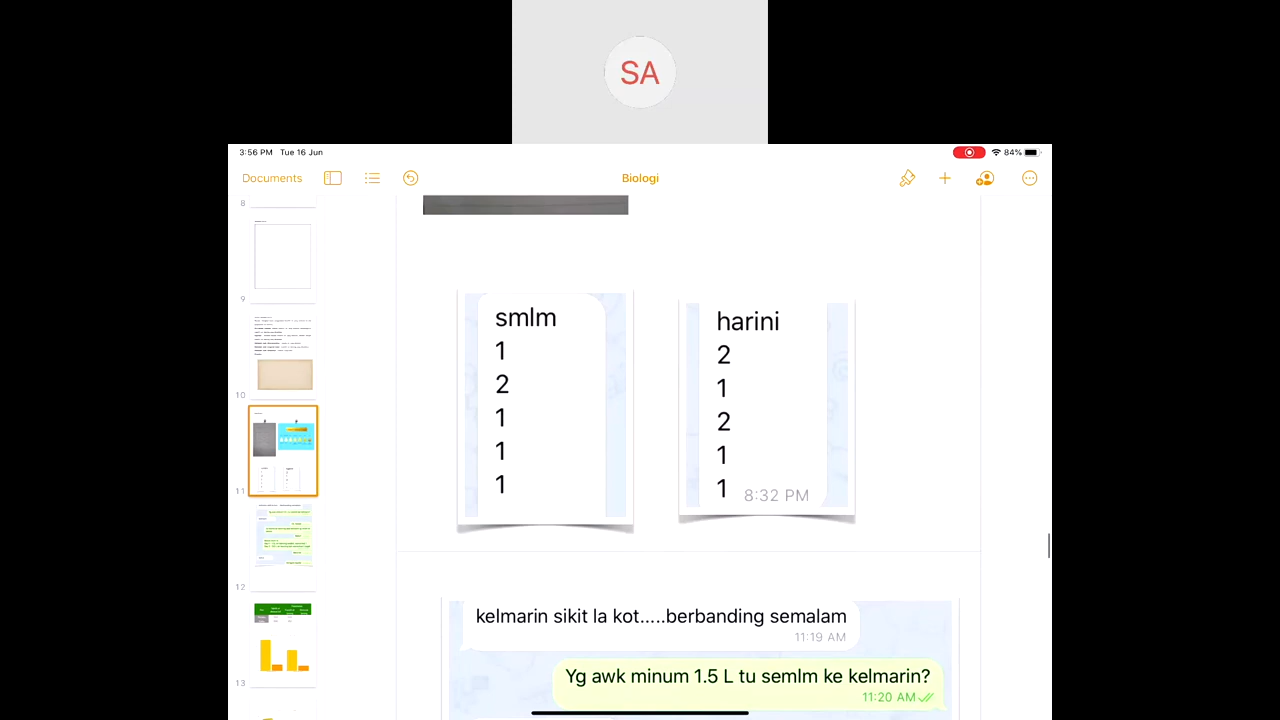 SA
3:56 PM Tue 16 Jun
84%
Documents
Biologi
8
9
10
11
12
13
smlm
1
2
1
1
1
harini
2
1
2
1
1 8:32 PM
kelmarin sikit la kot.....berbanding semalam
11:19 AM
Yg awk minum 1.5 L tu semlm ke kelmarin?
11:20 AM